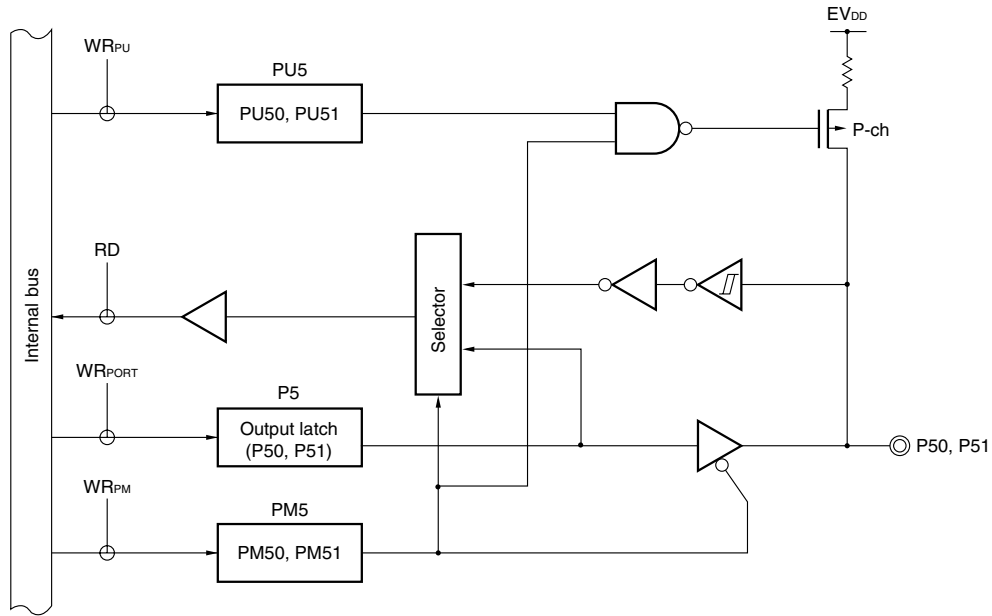 EVDD
WRPU
PU5
PU50, PU51
P-ch
RD
Internal bus
Selector
WRPORT
P5
Output latch
(P50, P51)
P50, P51
WRPM
PM5
PM50, PM51